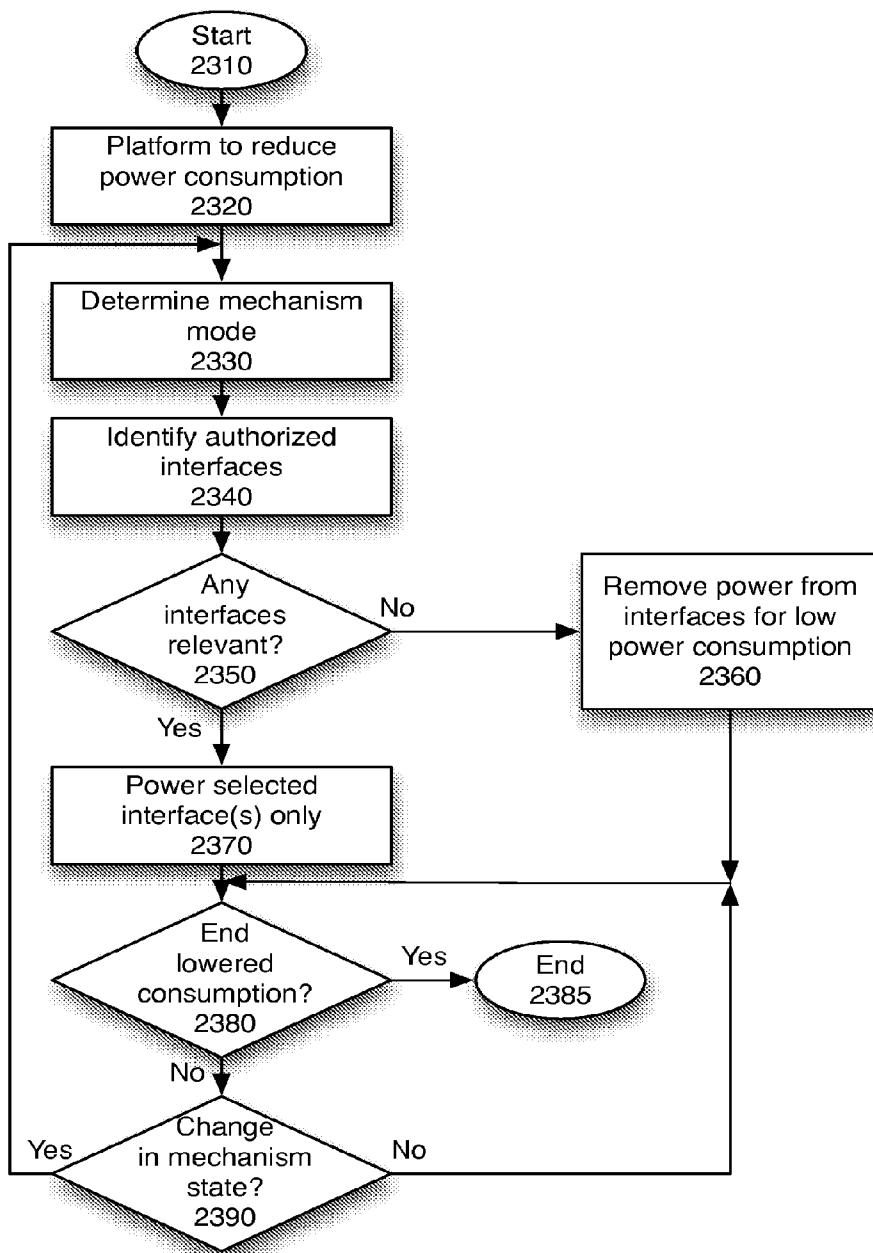 Start
2310
Platform to reduce
power consumption
2320
Determine mechanism
mode
2330
Identify authorized
interfaces
2340
Any
interfaces
relevant?
2350
No
Remove power from
interfaces for low
power consumption
2360
Yes
Power selected
interface(s) only
2370
End
lowered
consumption?
2380
Yes
End
2385
No
Change
in mechanism
state?
2390
Yes
No